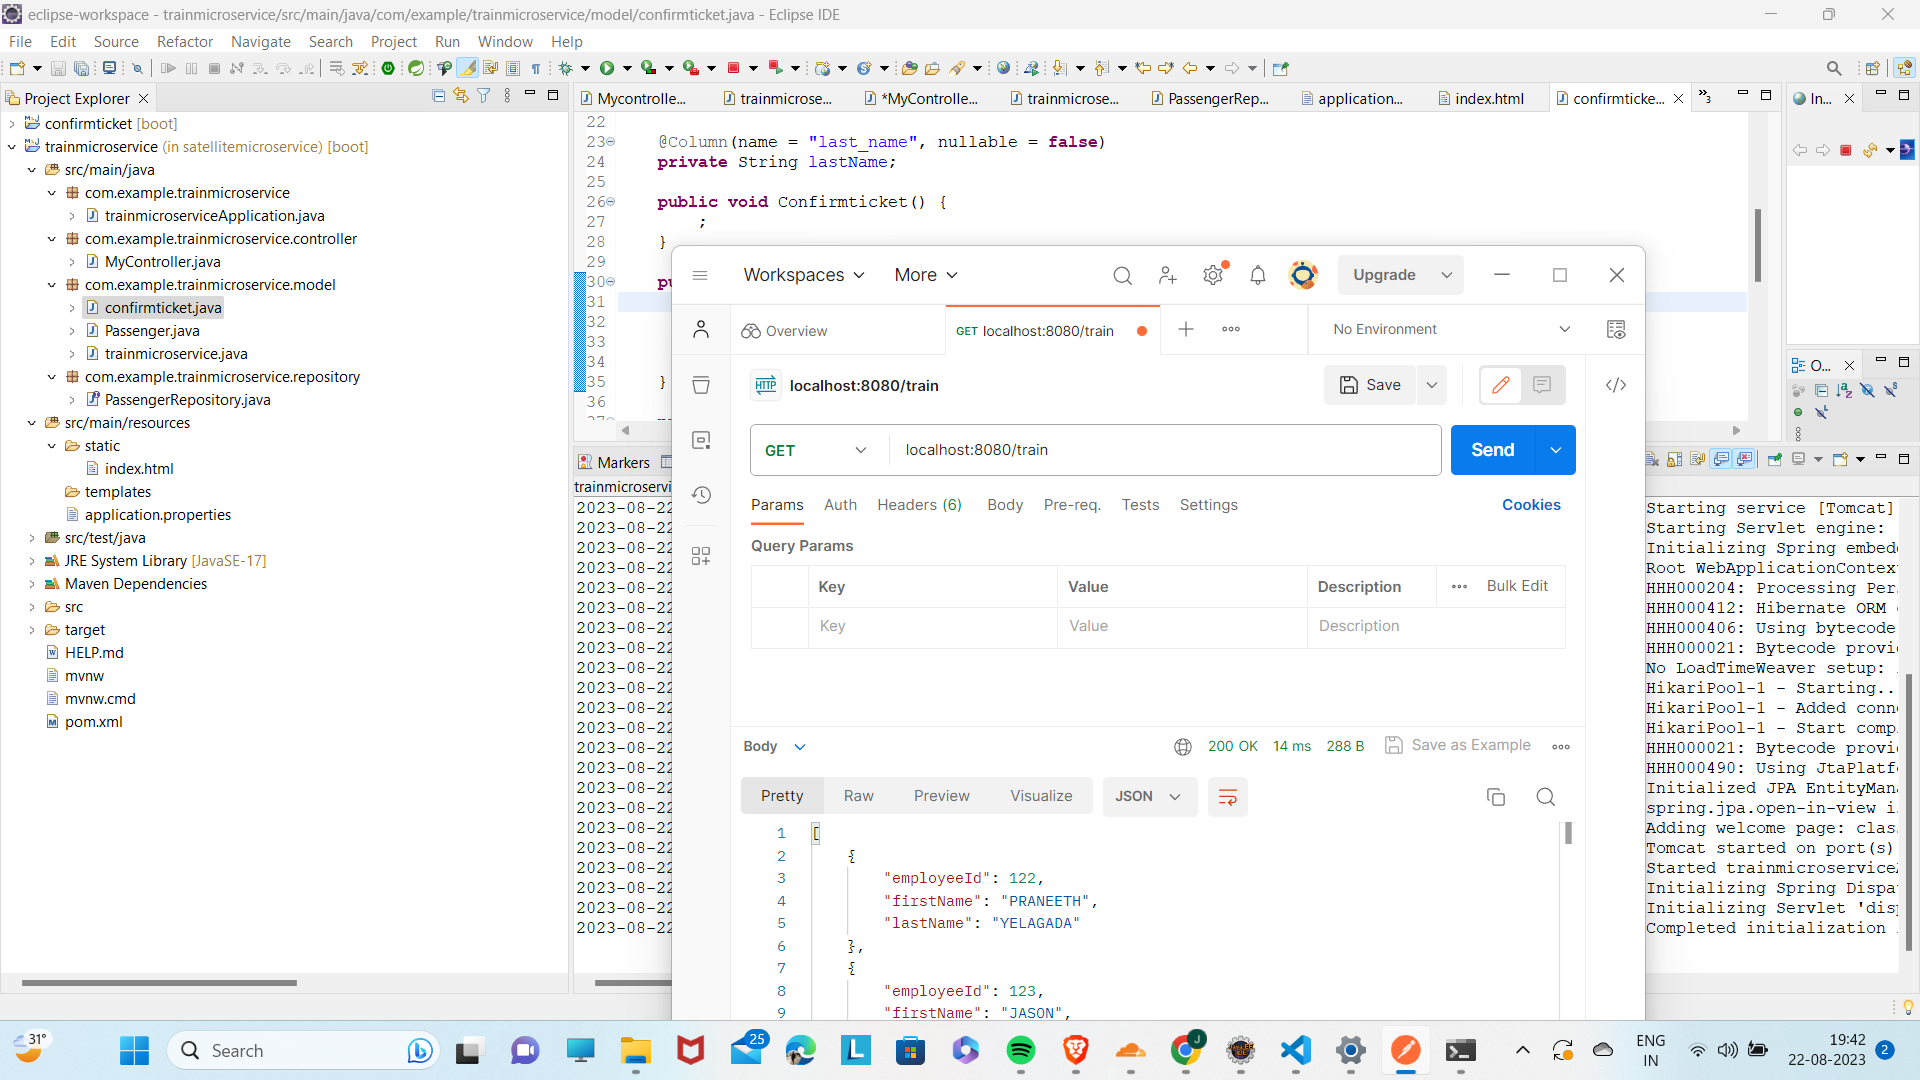 eclipse-workspace - trainmicroservice/src/main/java/com/example/trainmicroservice/model/confirmticket.java - Eclipse IDE
File Edit Source Refactor Navigate Search Project Run Window Help
Project Explorer
confirmticket [boot]
trainmicroservice (in satellitemicroservice) [boot]
src/main/java
com.example.trainmicroservice
trainmicroserviceApplication.java
com.example.trainmicroservice.controller
MyController.java
com.example.trainmicroservice.model
confirmticket.java
Passenger.java
trainmicroservice.java
com.example.trainmicroservice.repository
PassengerRepository.java
src/main/resources
static
index.html
templates
application.properties
src/test/java
JRE System Library [JavaSE-17]
Maven Dependencies
src
target
HELP.md
mvnw
mvnw.cmd
pom.xml
Mycontrolle... trainmicrose... *MyControlle... trainmicrose... PassengerRep... application... index.html confirmticke... »3
In...
O...
22
23 @Column(name = "last_name", nullable = false)
24 private String lastName;
25
26 public void Confirmticket() {
27 ;
28 }
29
30 pu
31
32
33
34
35 }
36
Markers
trainmicroservi
2023-08-22 Starting service [Tomcat]
2023-08-22 Starting Servlet engine:
2023-08-22 Initializing Spring embed
2023-08-22 Root WebApplicationContex
2023-08-22 HHH000204: Processing Per
2023-08-22 HHH000412: Hibernate ORM
2023-08-22 HHH000406: Using bytecode
2023-08-22 HHH000021: Bytecode provi
2023-08-22 No LoadTimeWeaver setup:
2023-08-22 HikariPool-1 - Starting..
2023-08-22 HikariPool-1 - Added conn
2023-08-22 HikariPool-1 - Start comp
2023-08-22 HHH000021: Bytecode provi
2023-08-22 HHH000490: Using JtaPlatf
2023-08-22 Initialized JPA EntityMan
2023-08-22 spring.jpa.open-in-view i
2023-08-22 Adding welcome page: clas
2023-08-22 Tomcat started on port(s)
2023-08-22 Started trainmicroservice
2023-08-22 Initializing Spring Dispa
2023-08-22 Initializing Servlet 'disp
2023-08-22 Completed initialization
Workspaces More Upgrade
Overview GET localhost:8080/train No Environment
HTTP localhost:8080/train Save
GET localhost:8080/train Send
Params Auth Headers (6) Body Pre-req. Tests Settings Cookies
Query Params
Key Value Description Bulk Edit
Key Value Description
Body 200 OK 14 ms 288 B Save as Example
Pretty Raw Preview Visualize JSON
1 [
2 {
3 "employeeId": 122,
4 "firstName": "PRANEETH",
5 "lastName": "YELAGADA"
6 },
7 {
8 "employeeId": 123,
9 "firstName": "JASON",
31°
Search
25
ENG
IN
19:42
22-08-2023
2